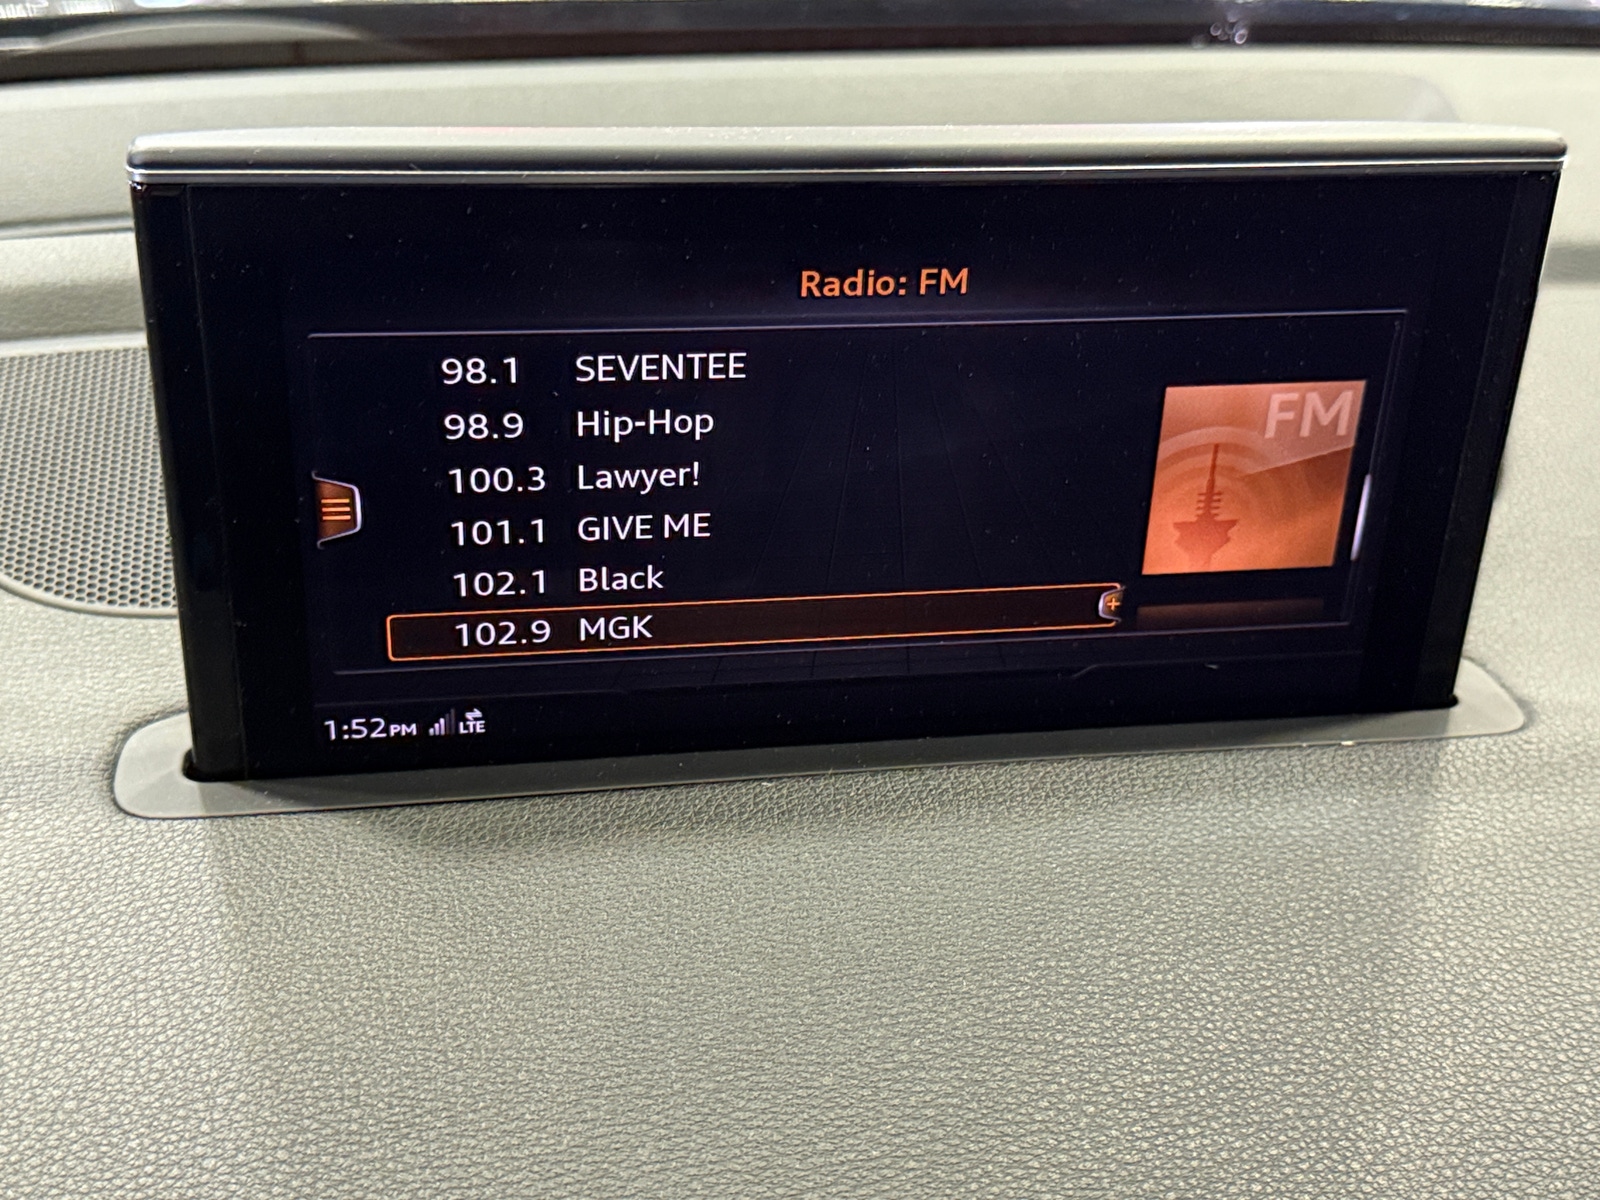 Radio: FM
98.1 SEVENTEE
98.9 Hip-Hop
100.3 Lawyer!
101.1 GIVE ME
102.1 Black
102.9 MGK
FM
1:52PM LTE